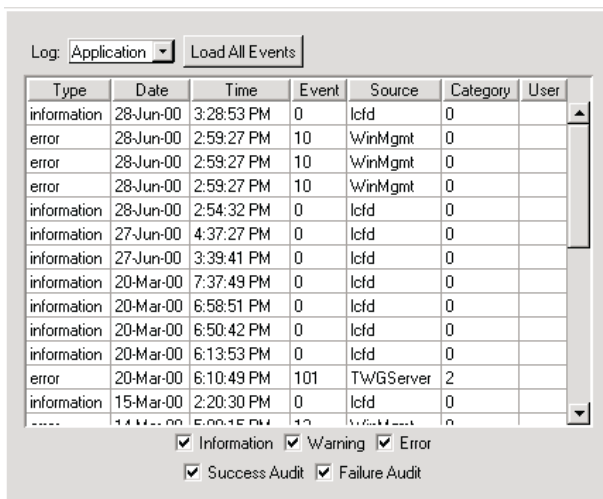 Log: Application Load All Events
Type Date Time Event Source Category User
information 28-Jun-00 3:28:53 PM 0 lcfd 0
error 28-Jun-00 2:59:27 PM 10 WinMgmt 0
error 28-Jun-00 2:59:27 PM 10 WinMgmt 0
error 28-Jun-00 2:59:27 PM 10 WinMgmt 0
information 28-Jun-00 2:54:32 PM 0 lcfd 0
information 27-Jun-00 4:37:27 PM 0 lcfd 0
information 27-Jun-00 3:39:41 PM 0 lcfd 0
information 20-Mar-00 7:37:49 PM 0 lcfd 0
information 20-Mar-00 6:58:51 PM 0 lcfd 0
information 20-Mar-00 6:50:42 PM 0 lcfd 0
information 20-Mar-00 6:13:53 PM 0 lcfd 0
error 20-Mar-00 6:10:49 PM 101 TWGServer 2
information 15-Mar-00 2:20:30 PM 0 lcfd 0
Information Warning Error
Success Audit Failure Audit